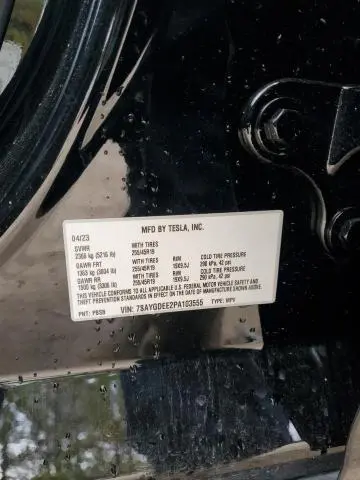 MFD BY TESLA, INC.
04/23
GVWR
2366 kg (5216 lb) WITH TIRES
GAWR FRT 255/45R19 RIM COLD TIRE PRESSURE
1363 kg (3004 lb) WITH TIRES 19X9.5J 290 kPa, 42 psi
GAWR RR 255/45R19 RIM COLD TIRE PRESSURE
1500 kg (3306 lb) 255/45R19 19X9.5J 290 kPa, 42 psi
THIS VEHICLE CONFORMS TO ALL APPLICABLE U.S. FEDERAL MOTOR VEHICLE SAFETY AND
THEFT PREVENTION STANDARDS IN EFFECT ON THE DATE OF MANUFACTURE SHOWN ABOVE.
PNT: PBSB VIN: 7SAYGDEE2PA103555 TYPE: MPV